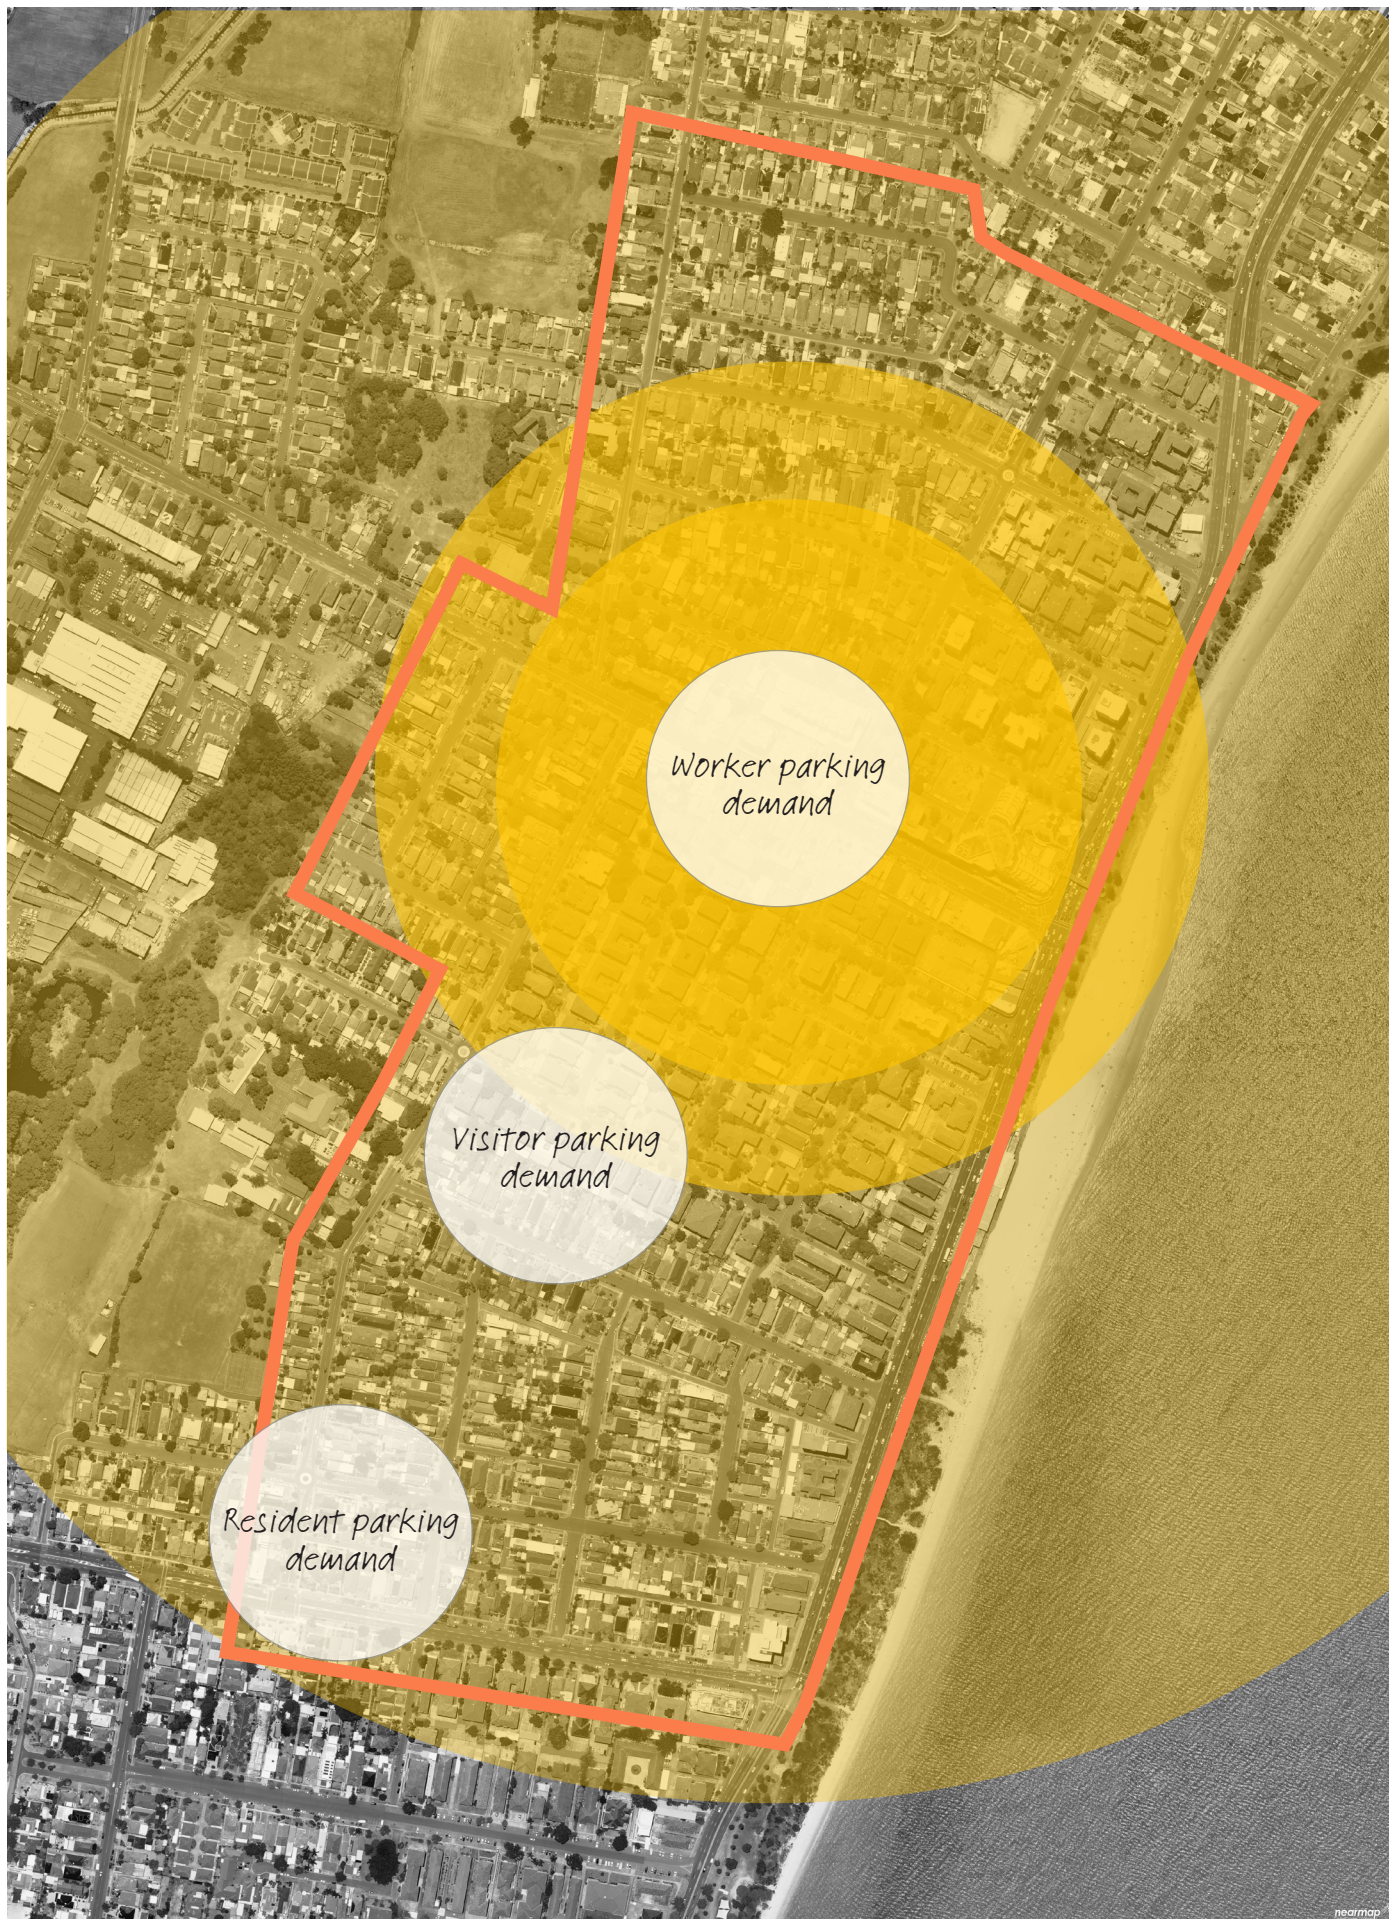 Worker parking
demand
Visitor parking
demand
Resident parking
demand
nearmap